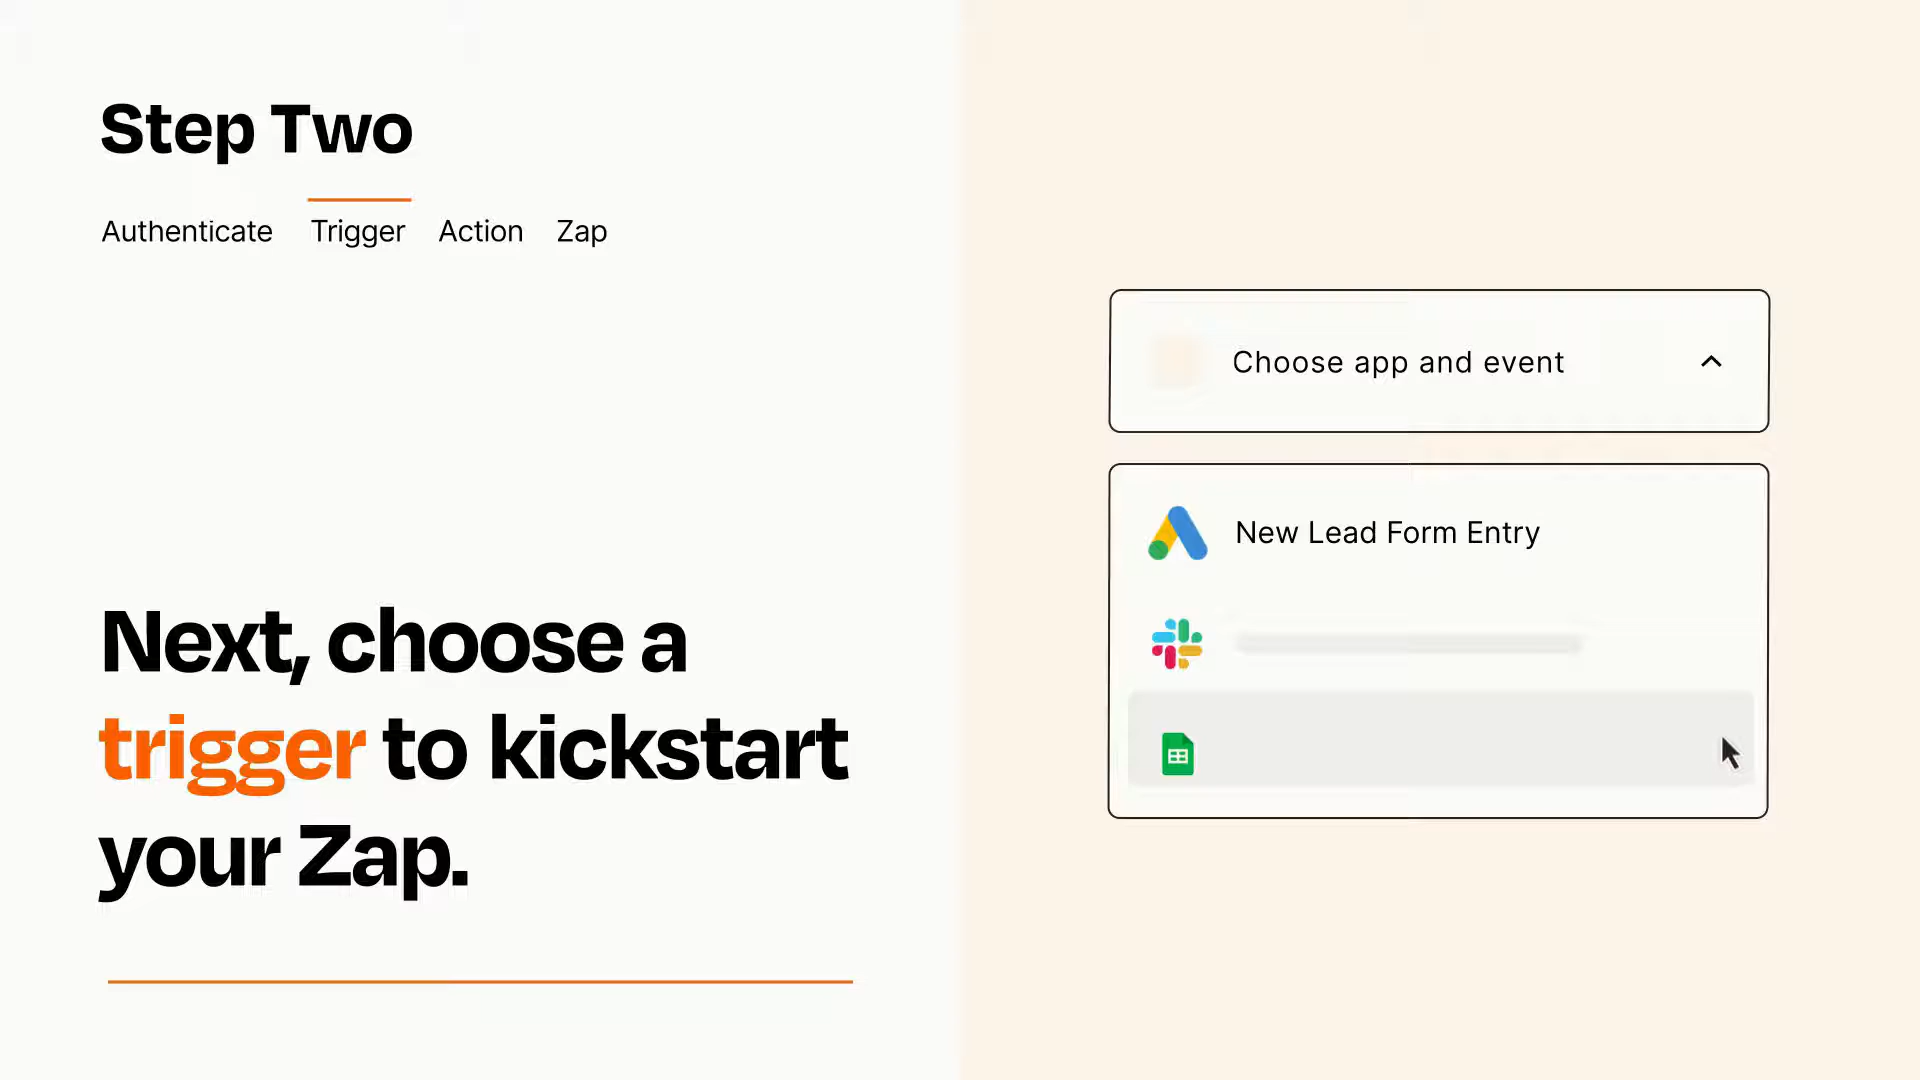 Step Two
Authenticate Trigger Action Zap
Next, choose a
trigger to kickstart
your Zap.
Choose app and event
New Lead Form Entry